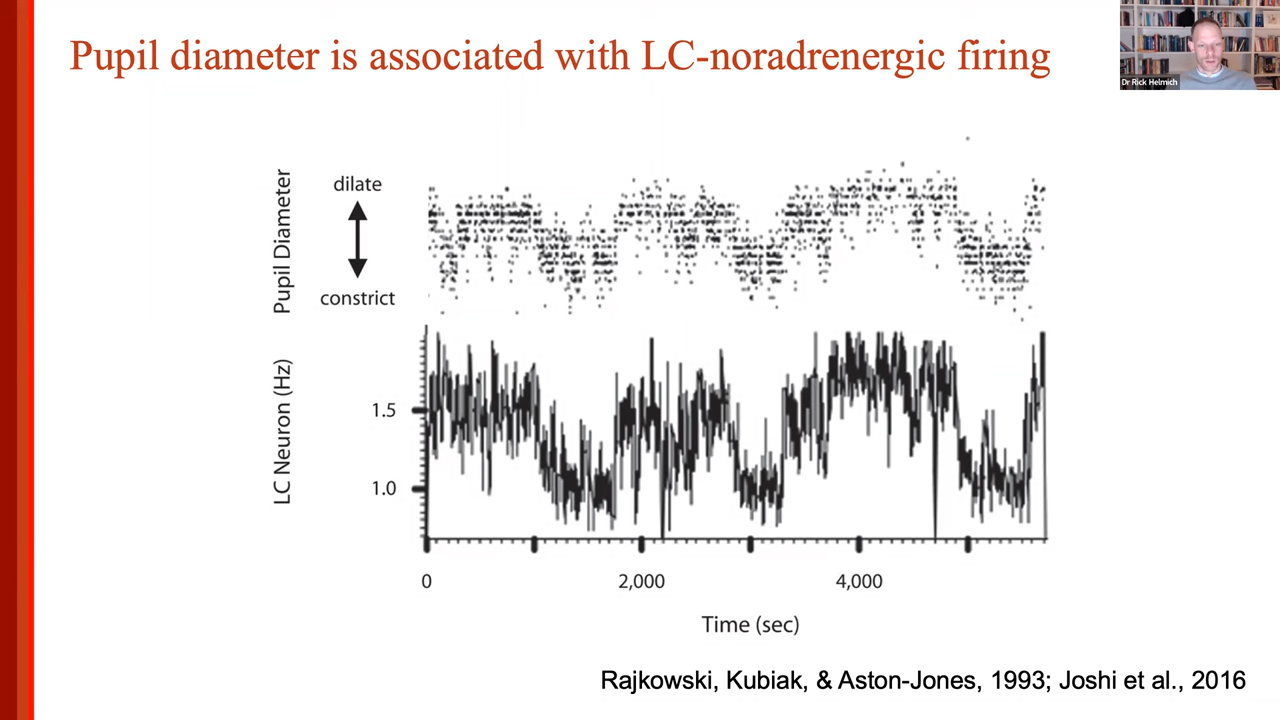 Pupil diameter is associated with LC-noradrenergic firing
Dr Rick Helmich
Pupil Diameter
dilate
constrict
LC Neuron (Hz)
1.5
1.0
0
2,000
4,000
Time (sec)
Rajkowski, Kubiak, & Aston-Jones, 1993; Joshi et al., 2016